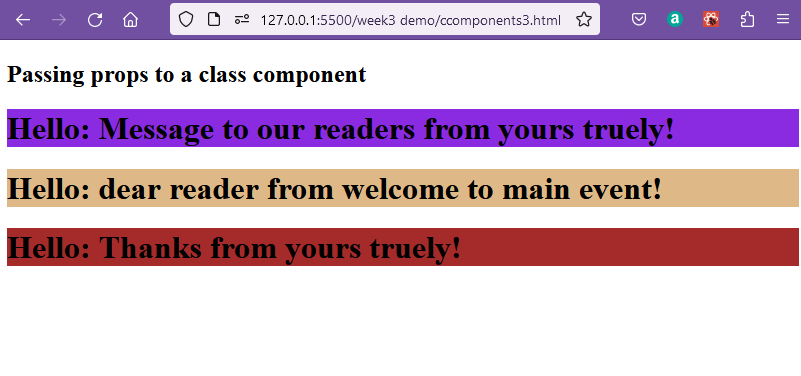 127.0.0.1:5500/week3 demo/ccomponents3.html
a
Passing props to a class component
Hello: Message to our readers from yours truely!
Hello: dear reader from welcome to main event!
Hello: Thanks from yours truely!